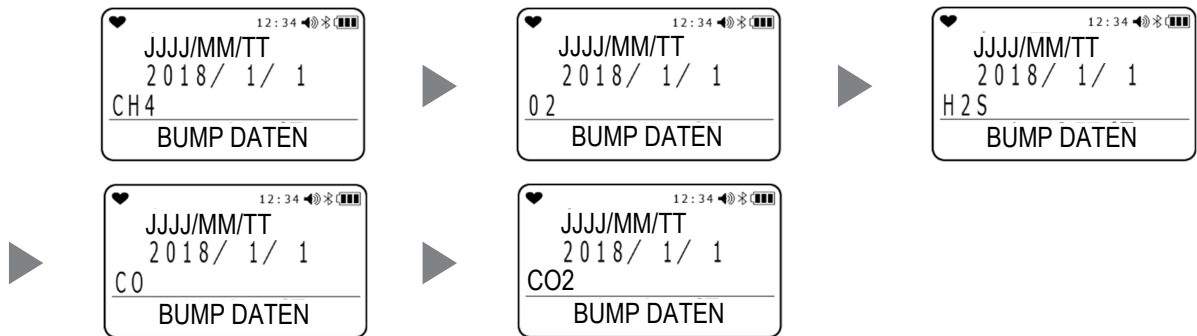 12:34
JJJJ/MM/TT
2018/ 1/ 1
CH4
BUMP DATEN
12:34
JJJJ/MM/TT
2018/ 1/ 1
O2
BUMP DATEN
12:34
JJJJ/MM/TT
2018/ 1/ 1
H2S
BUMP DATEN
12:34
JJJJ/MM/TT
2018/ 1/ 1
CO
BUMP DATEN
12:34
JJJJ/MM/TT
2018/ 1/ 1
CO2
BUMP DATEN